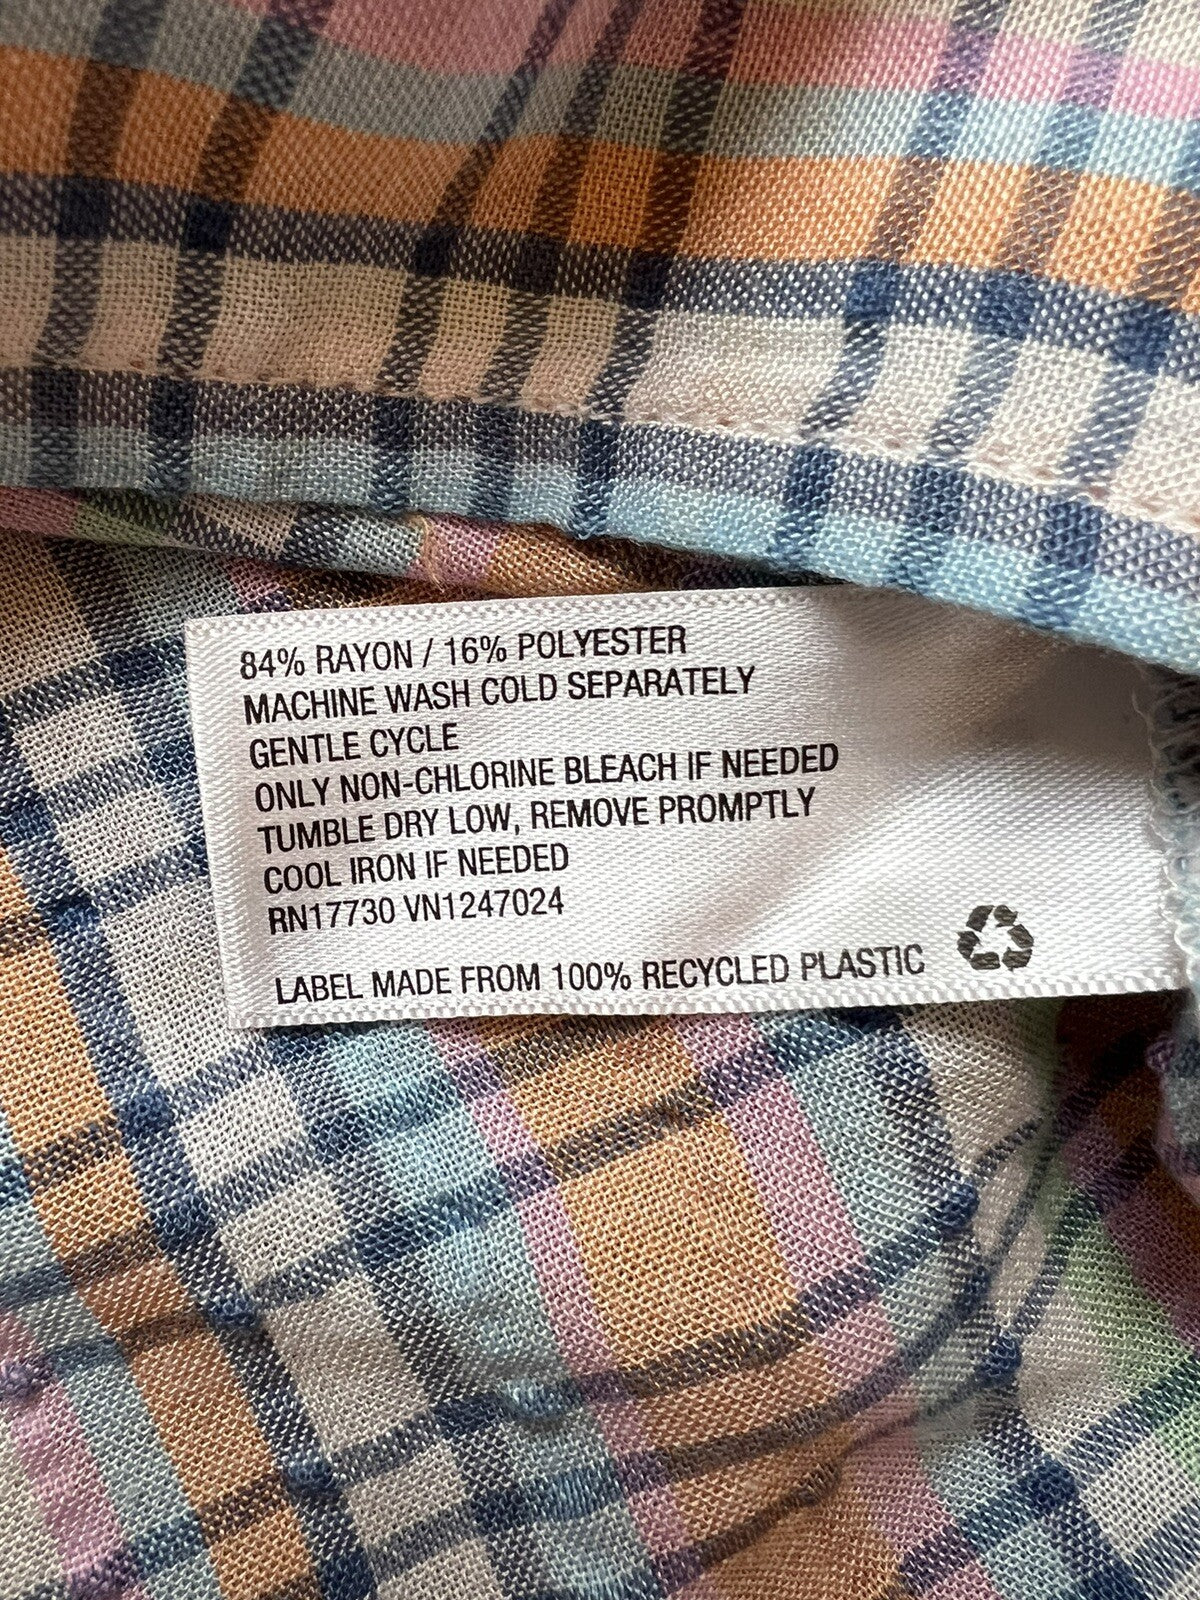 84% RAYON / 16% POLYESTER
MACHINE WASH COLD SEPARATELY
GENTLE CYCLE
ONLY NON-CHLORINE BLEACH IF NEEDED
TUMBLE DRY LOW, REMOVE PROMPTLY
COOL IRON IF NEEDED
RN17730 VN1247024
LABEL MADE FROM 100% RECYCLED PLASTIC